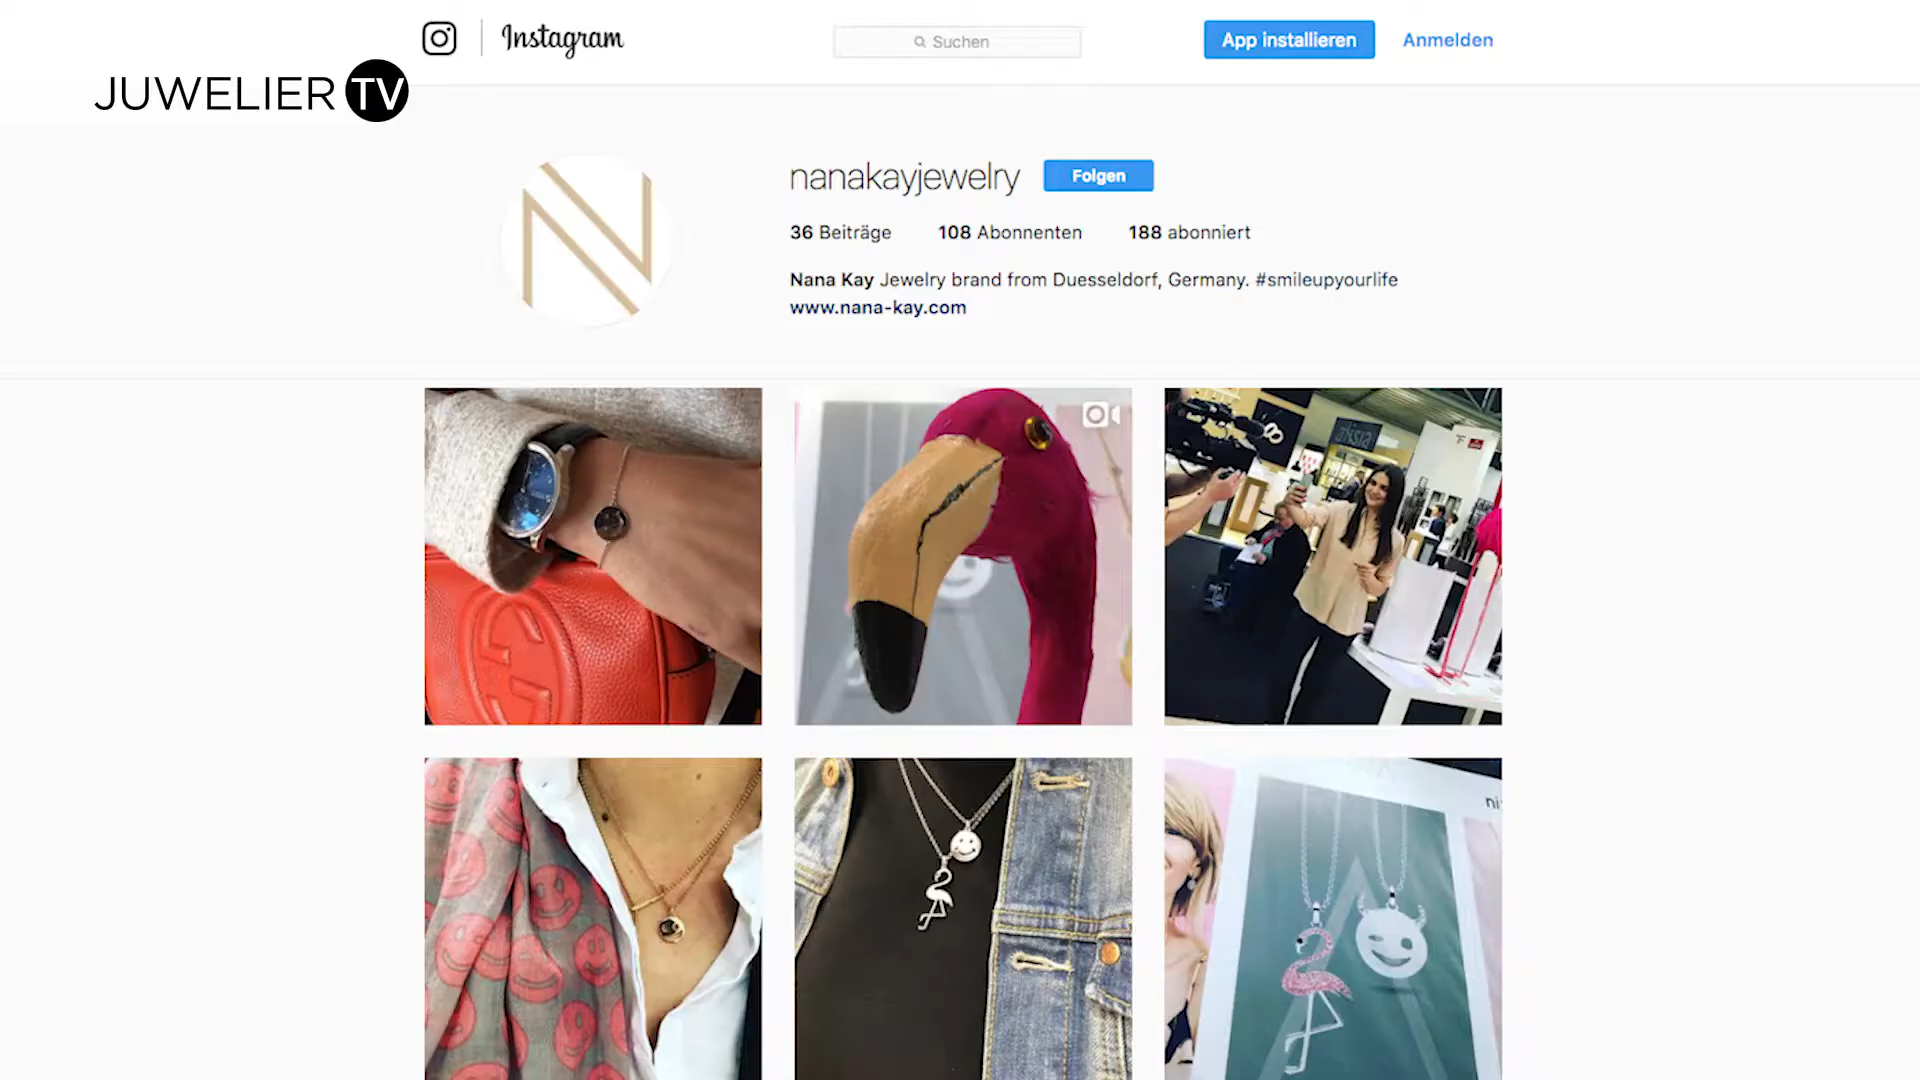 Instagram
Suchen
App installieren
Anmelden
JUWELIER TV
nanakayjewelry
Folgen
36 Beiträge 108 Abonnenten 188 abonniert
Nana Kay Jewelry brand from Duesseldorf, Germany. #smileupyourlife
www.nana-kay.com